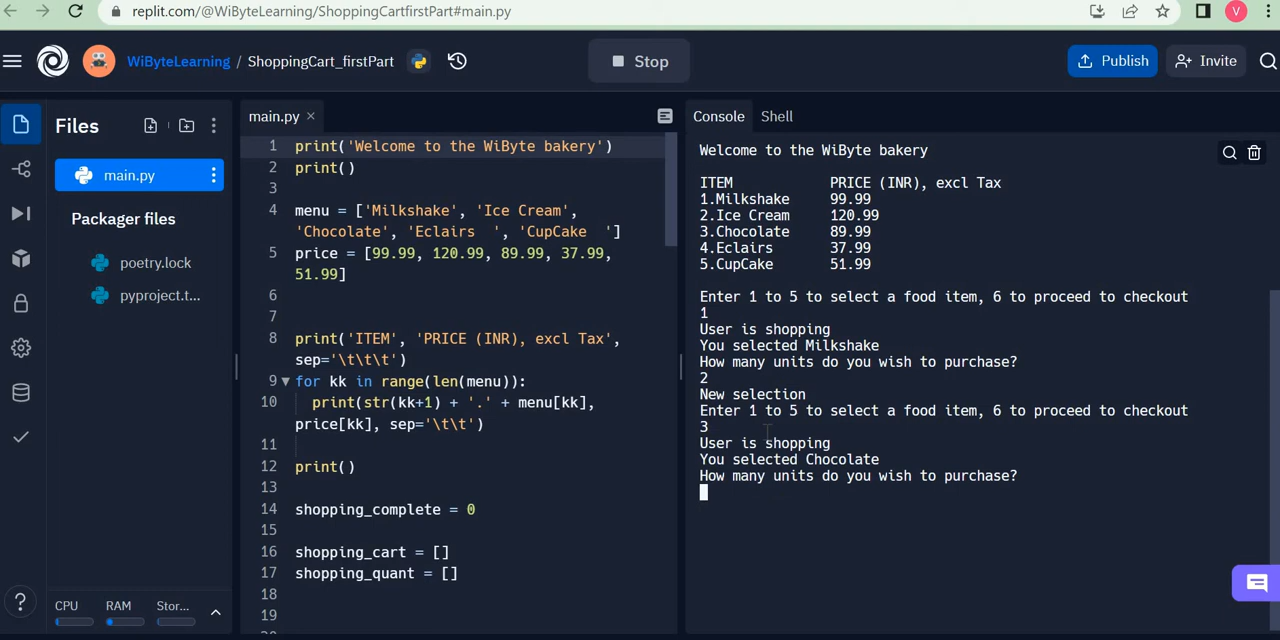 replit.com/@WiByteLearning/ShoppingCartfirstPart#main.py
V
WiByteLearning / ShoppingCart_firstPart
Stop
Publish
Invite
Files
main.py
Packager files
poetry.lock
pyproject.t...
CPU
RAM
Stor...
?
main.py ×
1 print('Welcome to the WiByte bakery')
2 print()
3
4 menu = ['Milkshake', 'Ice Cream',
'Chocolate', 'Eclairs  ', 'CupCake  ']
5 price = [99.99, 120.99, 89.99, 37.99,
51.99]
6
7
8 print('ITEM', 'PRICE (INR), excl Tax',
sep='\t\t\t')
9 for kk in range(len(menu)):
10 print(str(kk+1) + '.' + menu[kk],
price[kk], sep='\t\t')
11
12 print()
13
14 shopping_complete = 0
15
16 shopping_cart = []
17 shopping_quant = []
18
19
Console
Shell
Welcome to the WiByte bakery
ITEM PRICE (INR), excl Tax
1.Milkshake 99.99
2.Ice Cream 120.99
3.Chocolate 89.99
4.Eclairs 37.99
5.CupCake 51.99
Enter 1 to 5 to select a food item, 6 to proceed to checkout
1
User is shopping
You selected Milkshake
How many units do you wish to purchase?
2
New selection
Enter 1 to 5 to select a food item, 6 to proceed to checkout
3
User is shopping
You selected Chocolate
How many units do you wish to purchase?